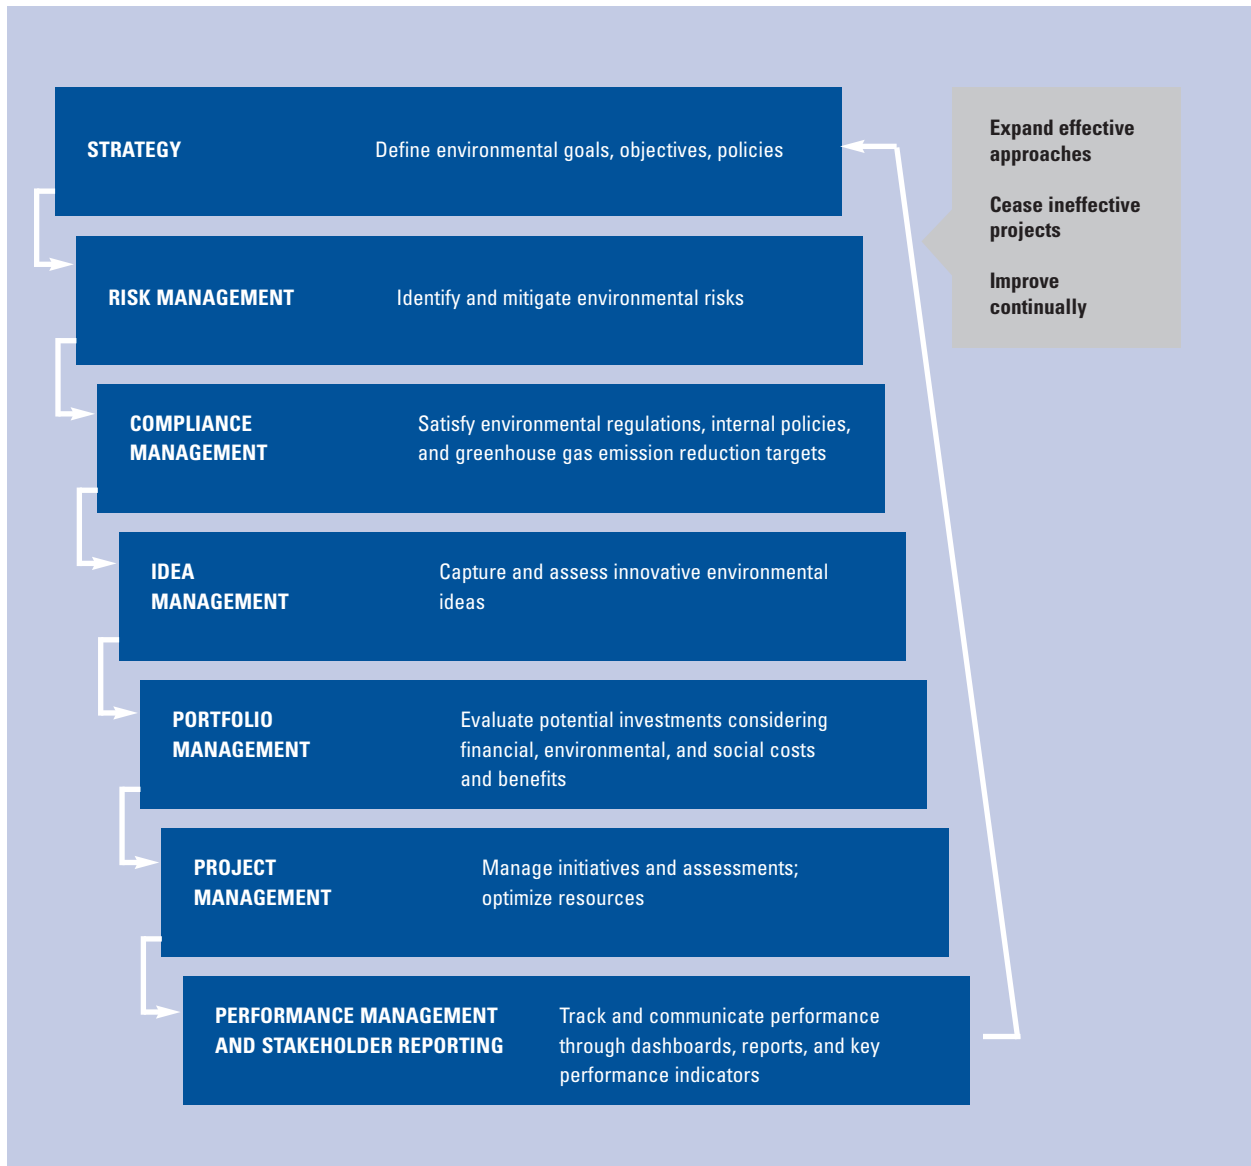 STRATEGY
Define environmental goals, objectives, policies
RISK MANAGEMENT
Identify and mitigate environmental risks
COMPLIANCE
MANAGEMENT
Satisfy environmental regulations, internal policies,
and greenhouse gas emission reduction targets
IDEA
MANAGEMENT
Capture and assess innovative environmental
ideas
PORTFOLIO
MANAGEMENT
Evaluate potential investments considering
financial, environmental, and social costs
and benefits
PROJECT
MANAGEMENT
Manage initiatives and assessments;
optimize resources
PERFORMANCE MANAGEMENT
AND STAKEHOLDER REPORTING
Track and communicate performance
through dashboards, reports, and key
performance indicators
Expand effective
approaches
Cease ineffective
projects
Improve
continually